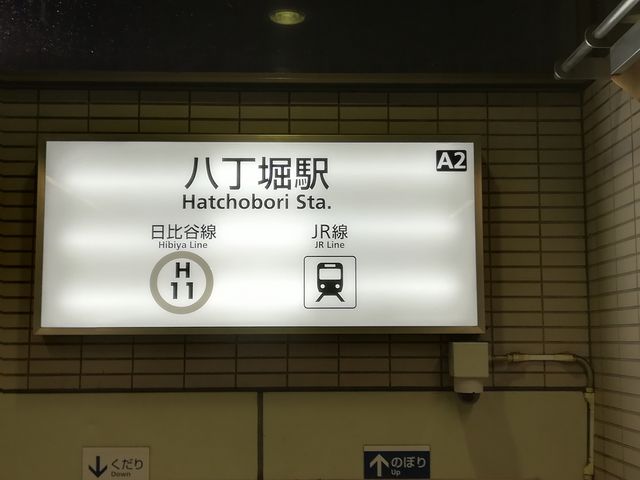 八丁堀駅
A2
Hatchobori Sta.
日比谷線
Hibiya Line
H
11
JR線
JR Line
くだり
Down
のぼり
Up